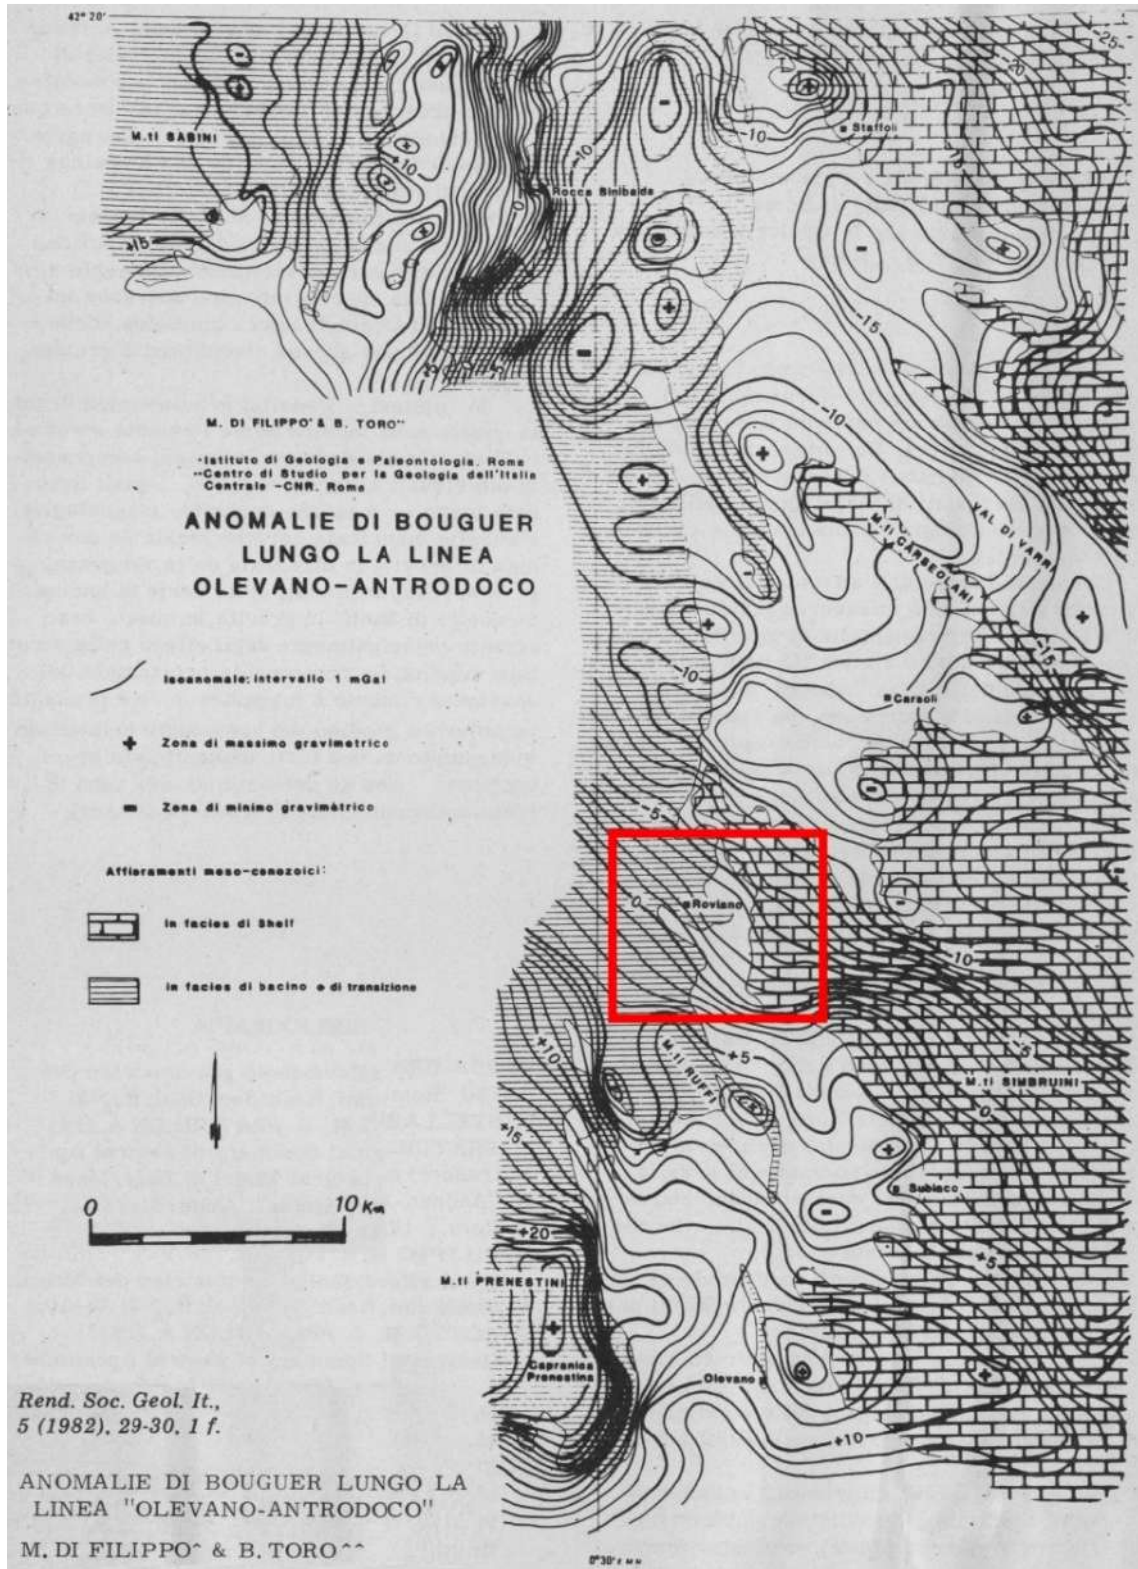 42° 20'
-25
-20
-10
Staffoli
-15
M.ti SABINI
+10
-10
Rocca Sinibalda
0
+15
-15
-10
M. DI FILIPPO^ & B. TORO^^
^Istituto di Geologia e Paleontologia. Roma
^^Centro di Studio per la Geologia dell'Italia
Centrale -CNR. Roma
ANOMALIE DI BOUGUER
LUNGO LA LINEA
OLEVANO-ANTRODOCO
VAL DI VARRI
M.ti CARSEOLANI
-15
-10
Isoanomale: intervallo 1 mGal
Carsoli
+ Zona di massimo gravimetrico
- Zona di minimo gravimètrico
-5
Affioramenti meso-cenozoici:
in facies di Shelf
0
Roviano
-10
in facies di bacino e di transizione
+10
M.ti RUFFI
+5
-5
M.ti SIMBRUINI
0
+15
Subiaco
0
10 Km
+20
+5
M.ti PRENESTINI
Capranica
Prenestina
Olevano
+10
Rend. Soc. Geol. It.,
5 (1982), 29-30, 1 f.
ANOMALIE DI BOUGUER LUNGO LA
LINEA "OLEVANO-ANTRODOCO"
M. DI FILIPPO^ & B. TORO^^
0°30' E M M